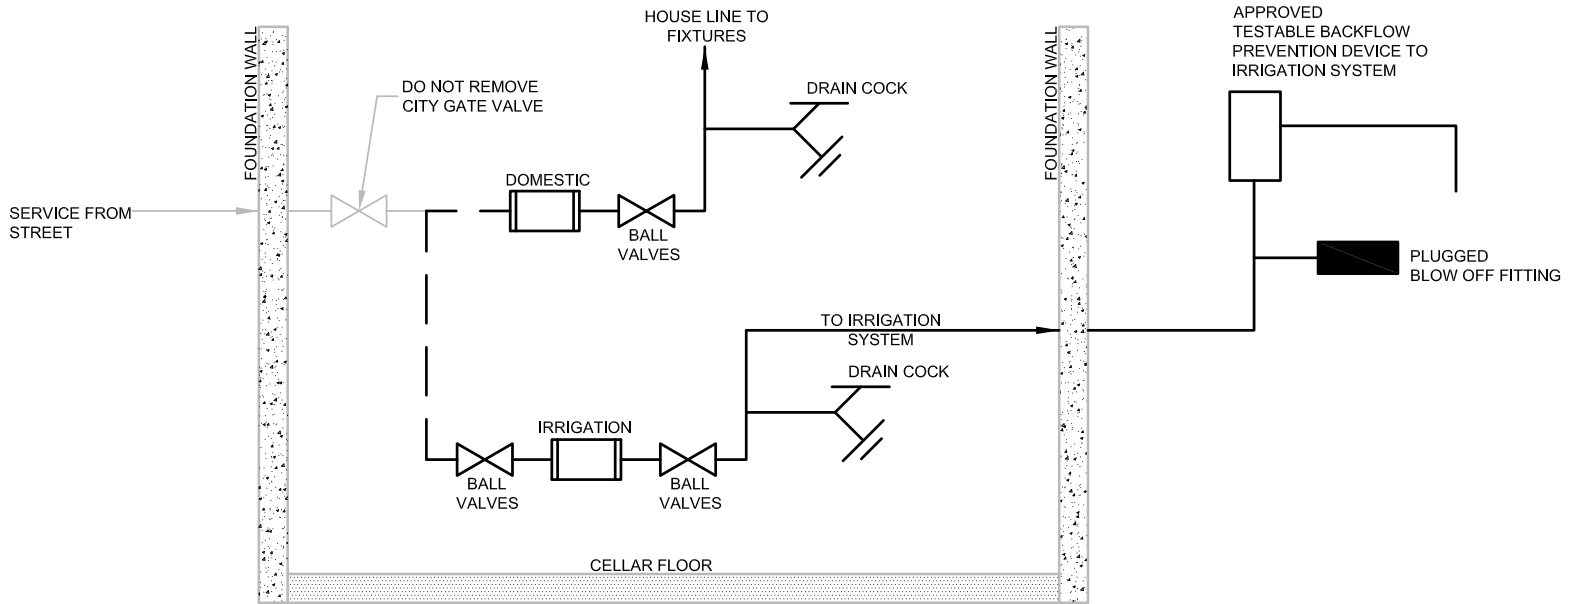 HOUSE LINE TO
FIXTURES
APPROVED
TESTABLE BACKFLOW
PREVENTION DEVICE TO
IRRIGATION SYSTEM
FOUNDATION WALL
FOUNDATION WALL
DO NOT REMOVE
CITY GATE VALVE
DRAIN COCK
DOMESTIC
SERVICE FROM
STREET
BALL
VALVES
PLUGGED
BLOW OFF FITTING
TO IRRIGATION
SYSTEM
DRAIN COCK
IRRIGATION
BALL
VALVES
BALL
VALVES
CELLAR FLOOR